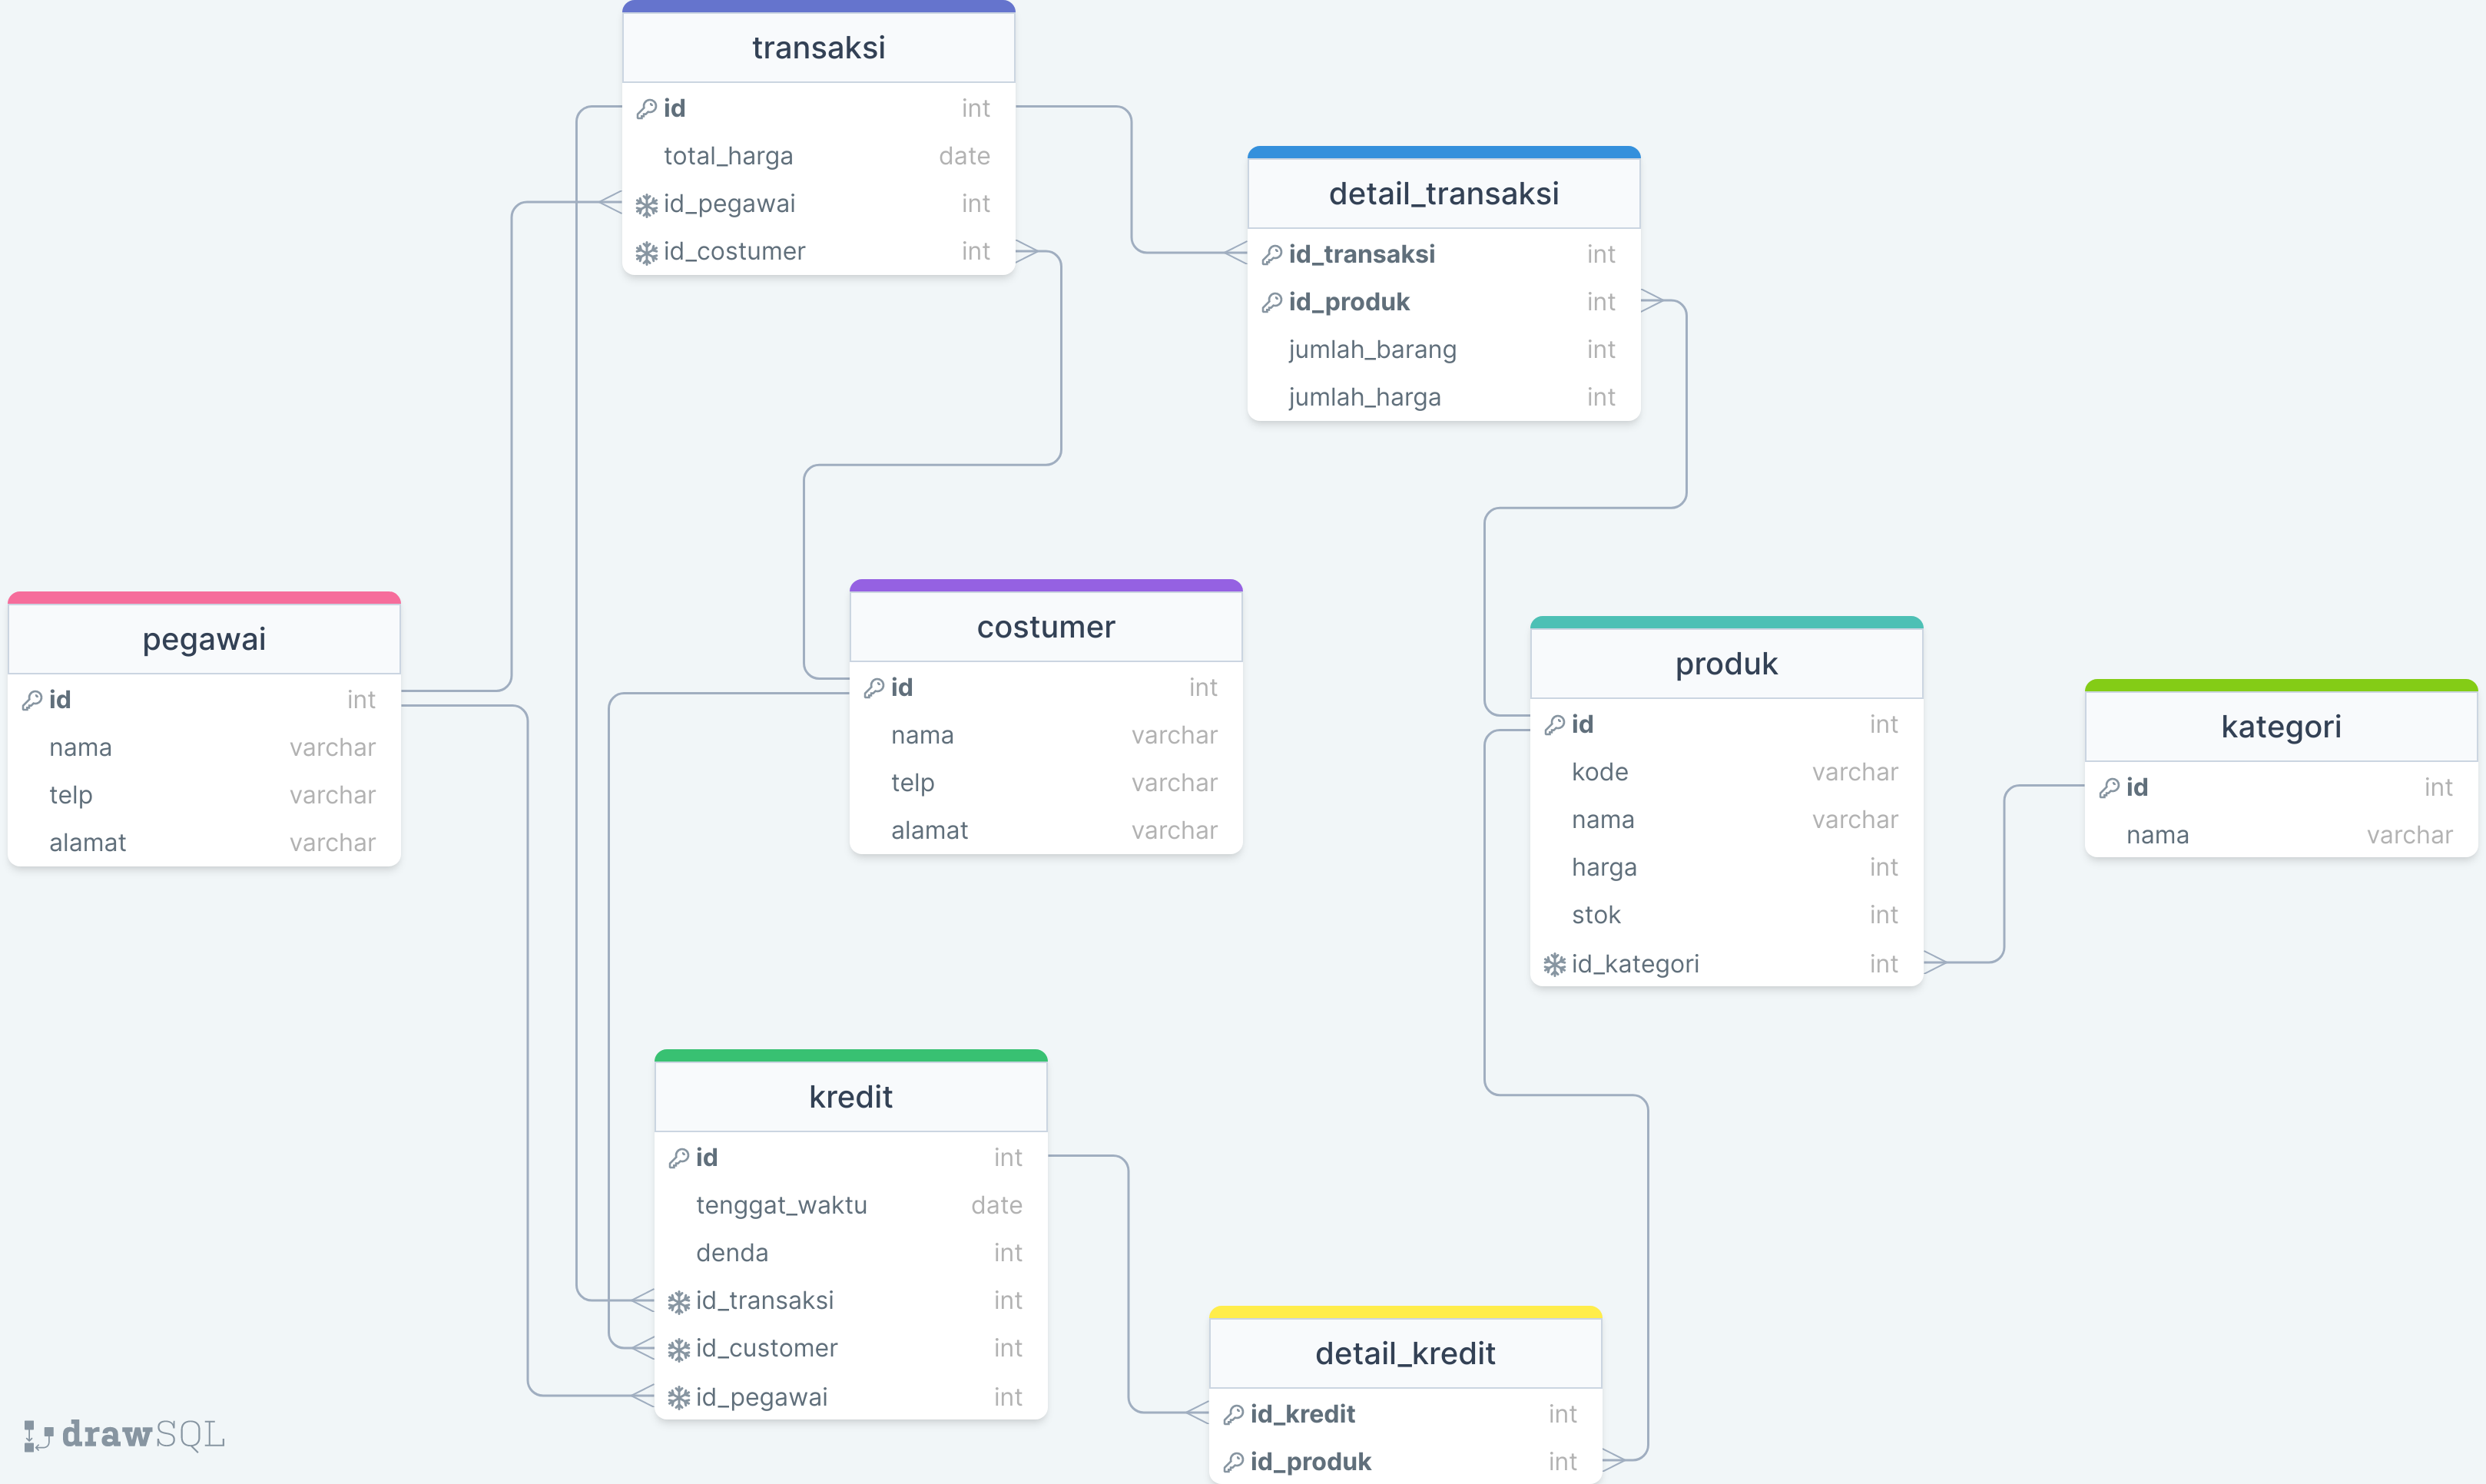 transaksi
id int
total_harga date
id_pegawai int
id_costumer int
detail_transaksi
id_transaksi int
id_produk int
jumlah_barang int
jumlah_harga int
pegawai
id int
nama varchar
telp varchar
alamat varchar
costumer
id int
nama varchar
telp varchar
alamat varchar
produk
id int
kode varchar
nama varchar
harga int
stok int
id_kategori int
kategori
id int
nama varchar
kredit
id int
tenggat_waktu date
denda int
id_transaksi int
id_customer int
id_pegawai int
detail_kredit
id_kredit int
id_produk int
drawSQL